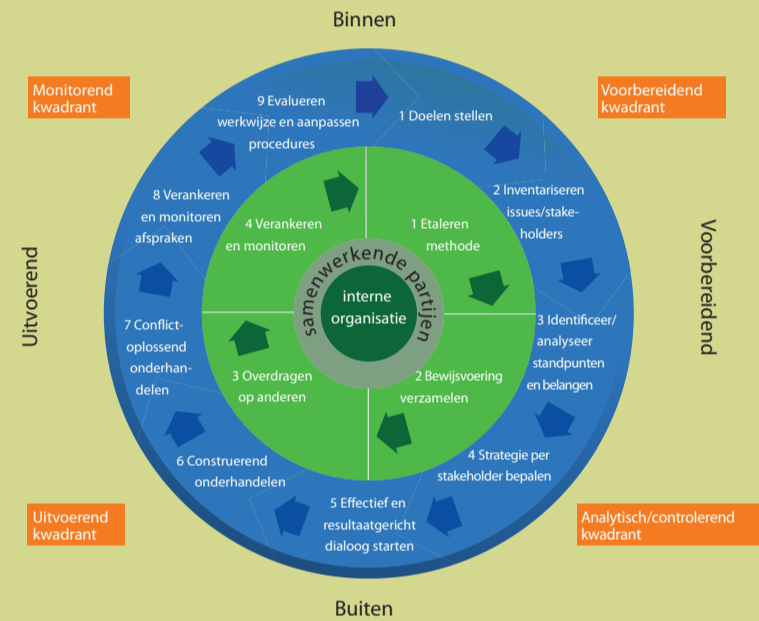 Binnen
Monitorend
kwadrant
Voorbereidend
kwadrant
9 Evalueren
werkwijze en aanpassen
procedures
1 Doelen stellen
2 Inventariseren
issues/stake-
holders
3 Identificeer/
analyseer
standpunten
en belangen
4 Strategie per
stakeholder bepalen
5 Effectief en
resultaatgericht
dialoog starten
6 Construerend
onderhandelen
7 Conflict-
oplossend
onderhan-
delen
8 Verankeren
en monitoren
afspraken
1 Etaleren
methode
2 Bewijsvoering
verzamelen
3 Overdragen
op anderen
4 Verankeren
en monitoren
samenwerkende partijen
interne
organisatie
Uitvoerend
Voorbereidend
Uitvoerend
kwadrant
Analytisch/controlerend
kwadrant
Buiten